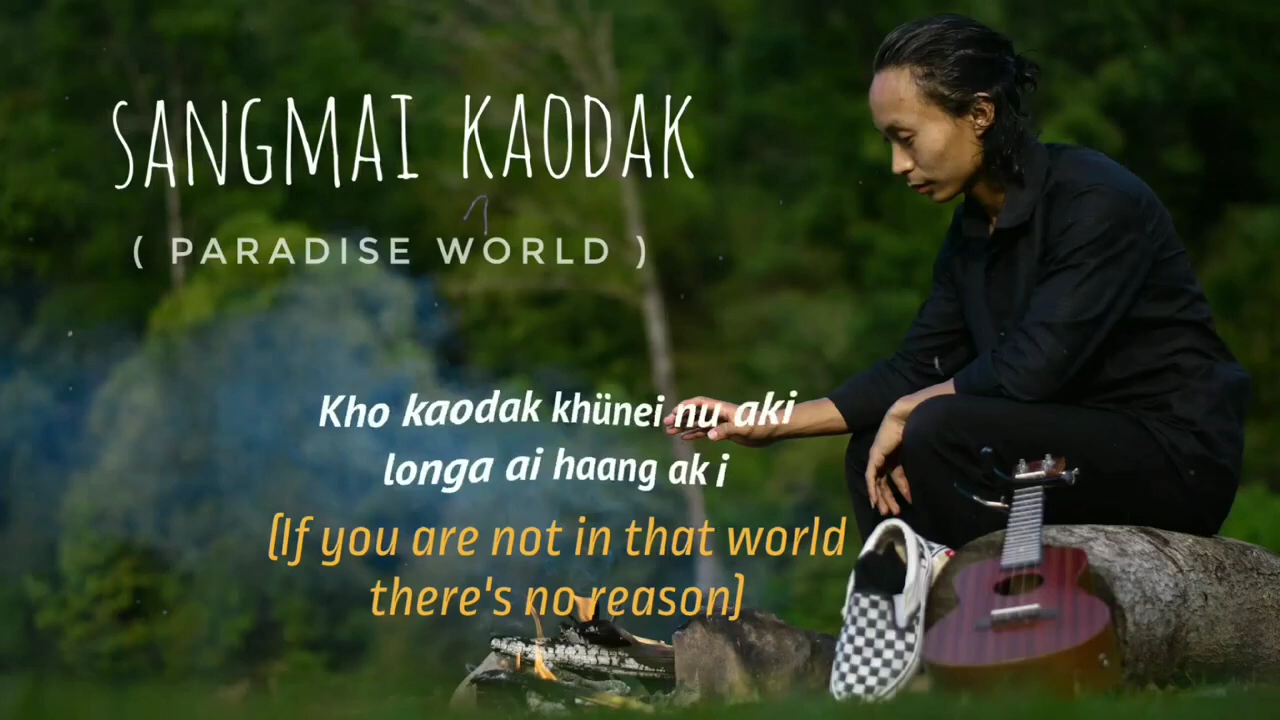 SANGMAI KAODAK
( PARADISE WORLD )
Kho kaodak khünei nu aki
longa ai haang ak i
(If you are not in that world
there's no reason)